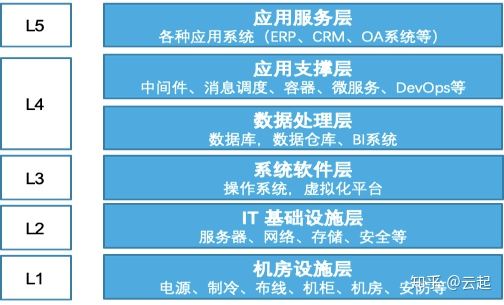 L5
应用服务层
各种应用系统（ERP、CRM、OA系统等）
L4
应用支撑层
中间件、消息调度、容器、微服务、DevOps等
数据处理层
数据库，数据仓库、BI系统
L3
系统软件层
操作系统，虚拟化平台
L2
IT 基础设施层
服务器、网络、存储、安全等
L1
机房设施层
电源、制冷、布线、机柜、机房、安防等
知乎 @云起